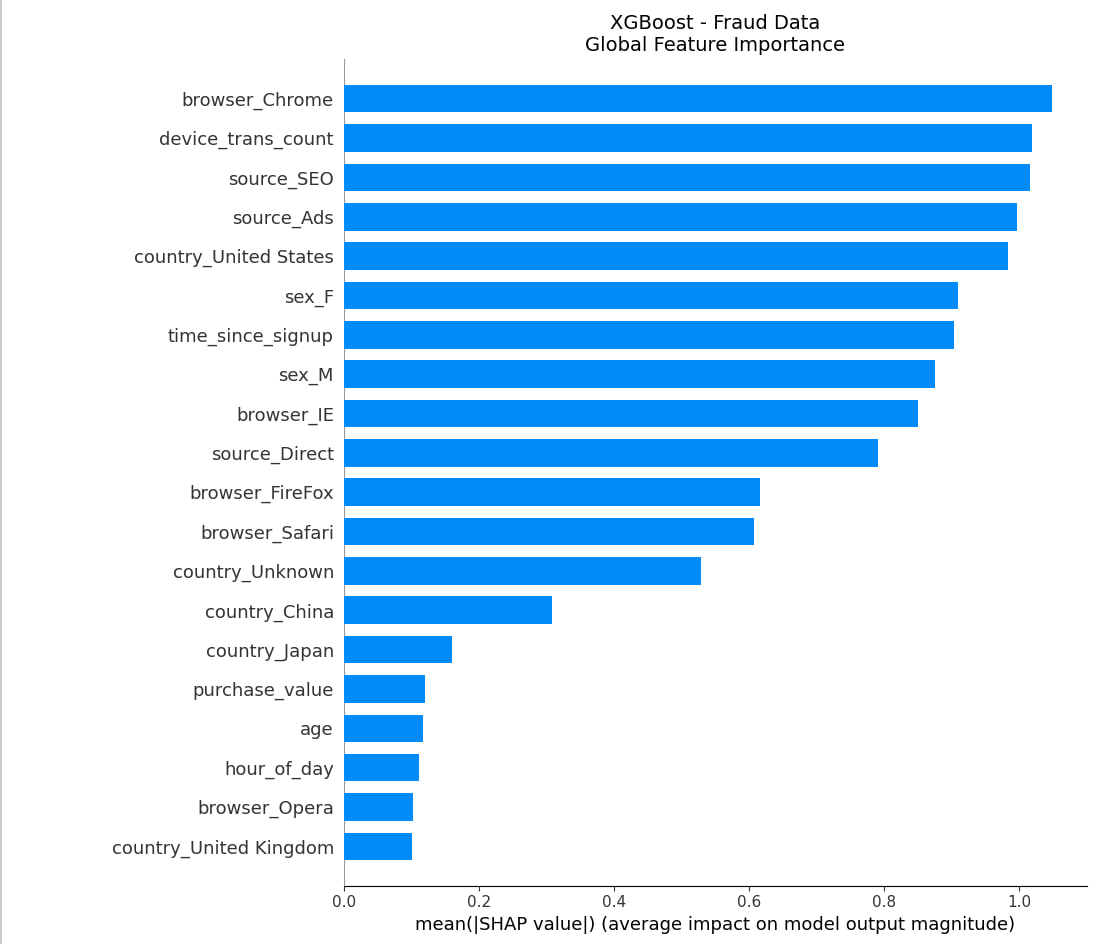 XGBoost - Fraud Data
Global Feature Importance
browser_Chrome
device_trans_count
source_SEO
source_Ads
country_United States
sex_F
time_since_signup
sex_M
browser_IE
source_Direct
browser_FireFox
browser_Safari
country_Unknown
country_China
country_Japan
purchase_value
age
hour_of_day
browser_Opera
country_United Kingdom
0.0 0.2 0.4 0.6 0.8 1.0
mean(|SHAP value|) (average impact on model output magnitude)